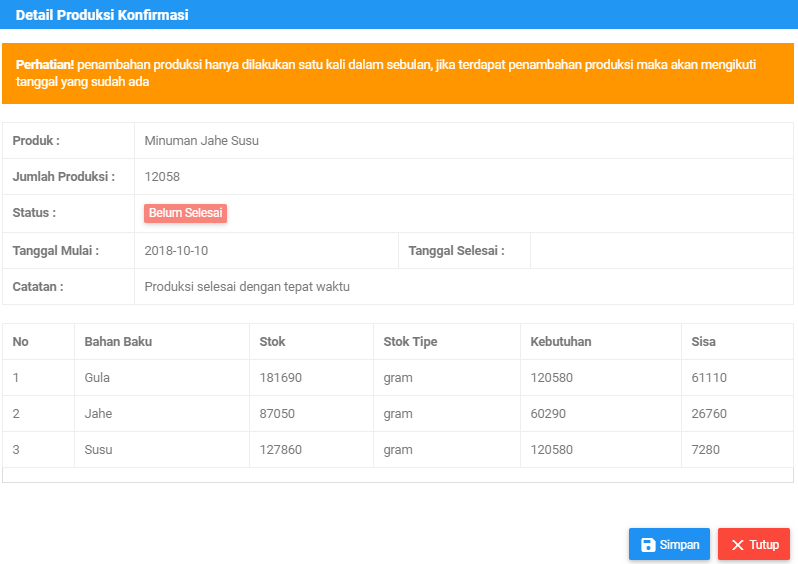 Detail Produksi Konfirmasi
Perhatian! penambahan produksi hanya dilakukan satu kali dalam sebulan, jika terdapat penambahan produksi maka akan mengikuti
tanggal yang sudah ada
Produk : Minuman Jahe Susu
Jumlah Produksi : 12058
Status : Belum Selesai
Tanggal Mulai : 2018-10-10 Tanggal Selesai :
Catatan : Produksi selesai dengan tepat waktu
No Bahan Baku Stok Stok Tipe Kebutuhan Sisa
1 Gula 181690 gram 120580 61110
2 Jahe 87050 gram 60290 26760
3 Susu 127860 gram 120580 7280
Simpan Tutup